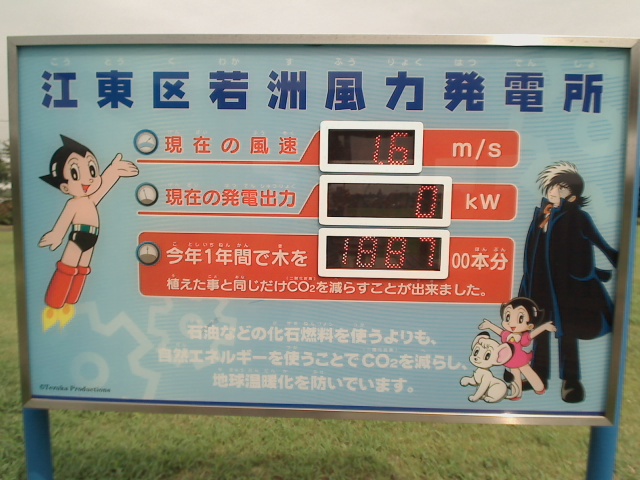 江東区若洲風力発電所
現在の風速 1.6 m/s
現在の発電出力 0 kW
今年1年間で木を 1887 00本分
植えた事と同じだけCO2を減らすことが出来ました。
石油などの化石燃料を使うよりも、
自然エネルギーを使うことでCO2を減らし、
地球温暖化を防いでいます。
©Tezuka Productions